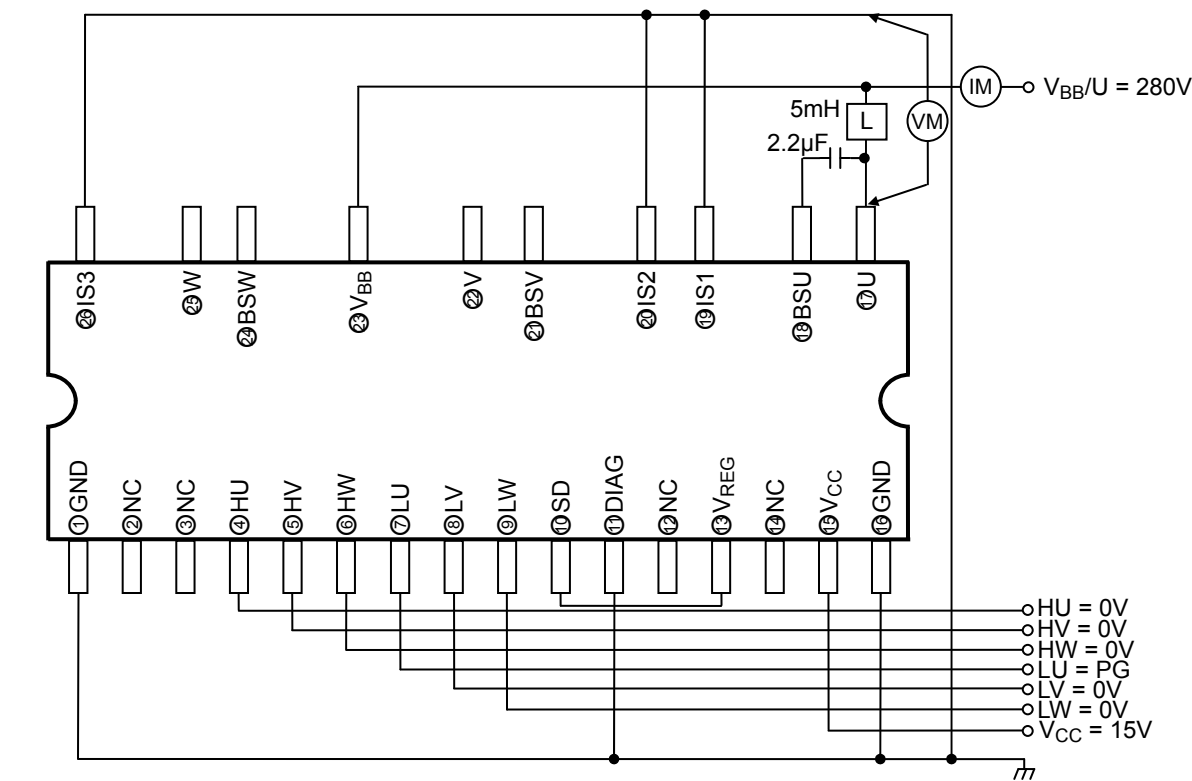 IM
V_BB/U = 280V
5mH
L
VM
2.2µF
㉖IS3
㉕W
㉔BSW
㉓V_BB
㉒V
㉑BSV
⑳IS2
⑲IS1
⑱BSU
⑰U
①GND
②NC
③NC
④HU
⑤HV
⑥HW
⑦LU
⑧LV
⑨LW
⑩SD
⑪DIAG
⑫NC
⑬V_REG
⑭NC
⑮V_CC
⑯GND
HU = 0V
HV = 0V
HW = 0V
LU = PG
LV = 0V
LW = 0V
V_CC = 15V